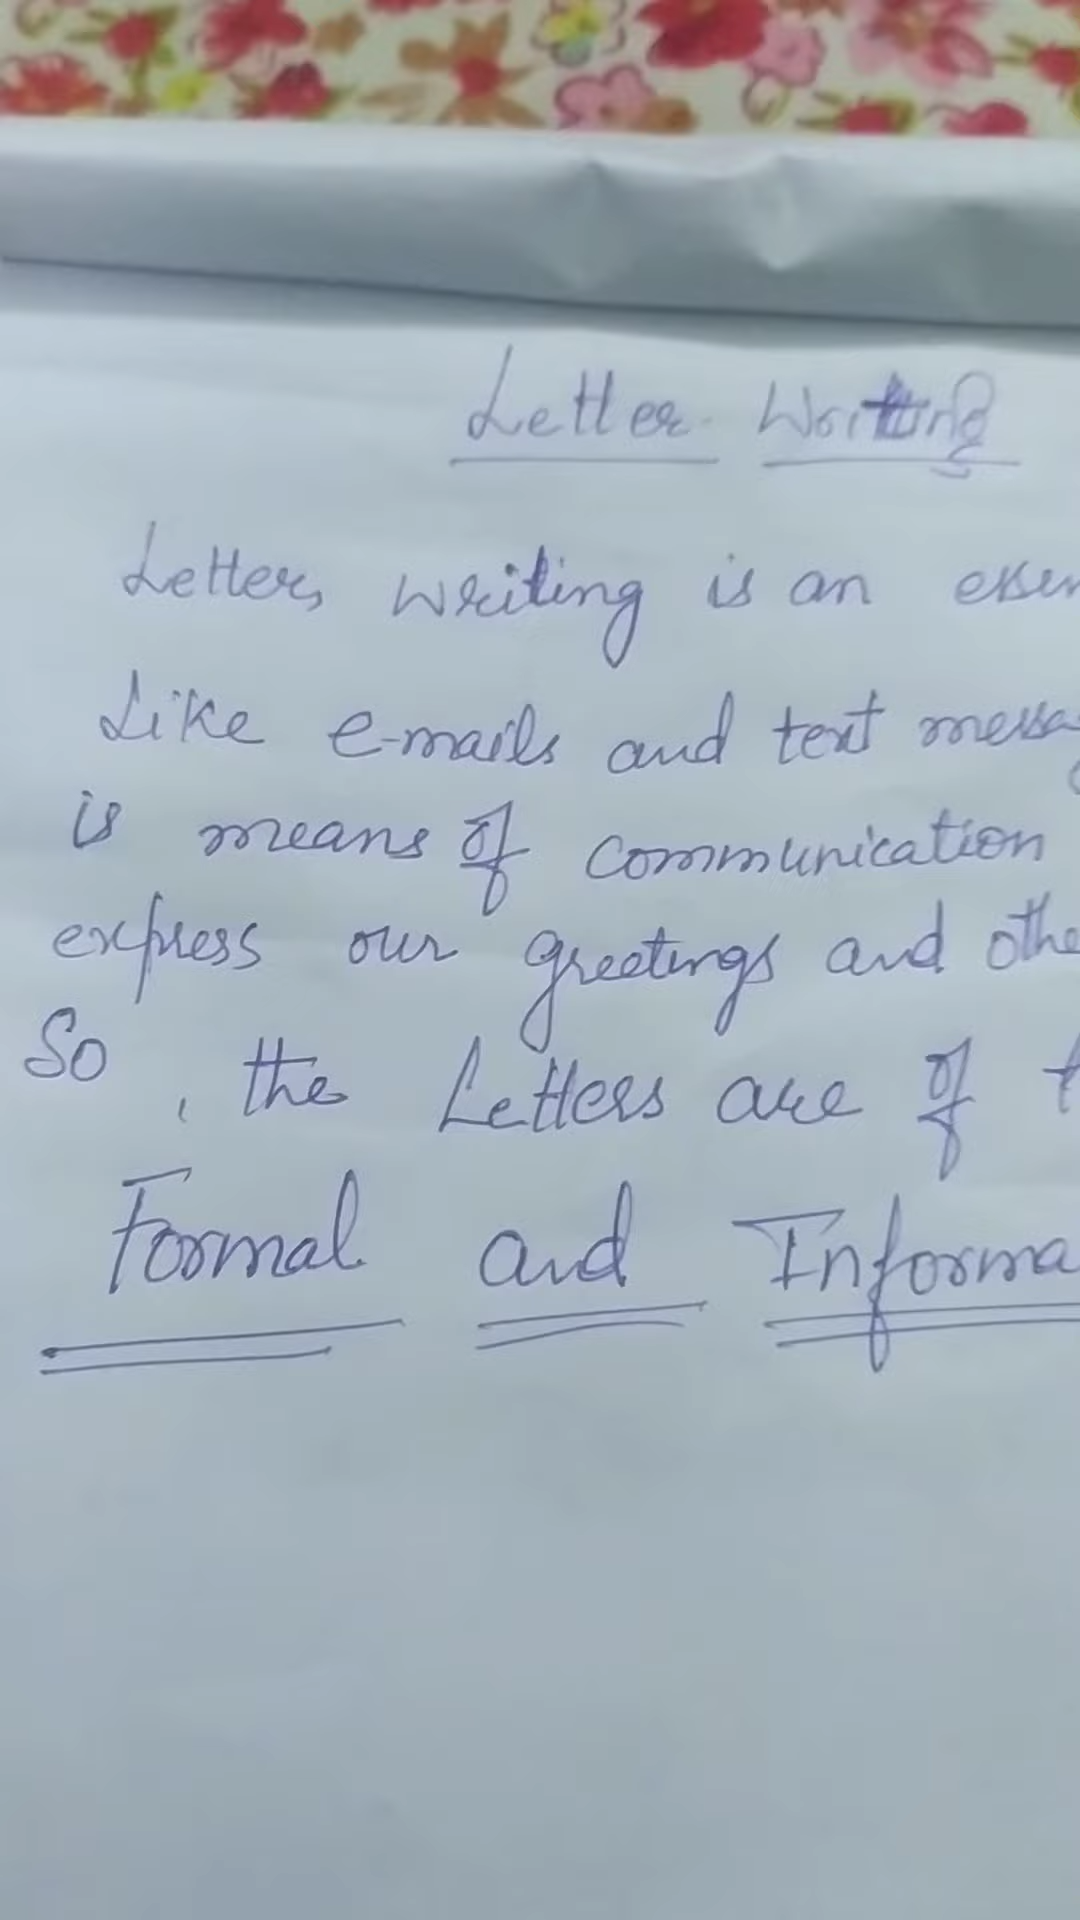 Letter Writing
Letter writing is an
Like e-mails and text
is means of communication
express our greetings and
So, the Letters are of
Formal and